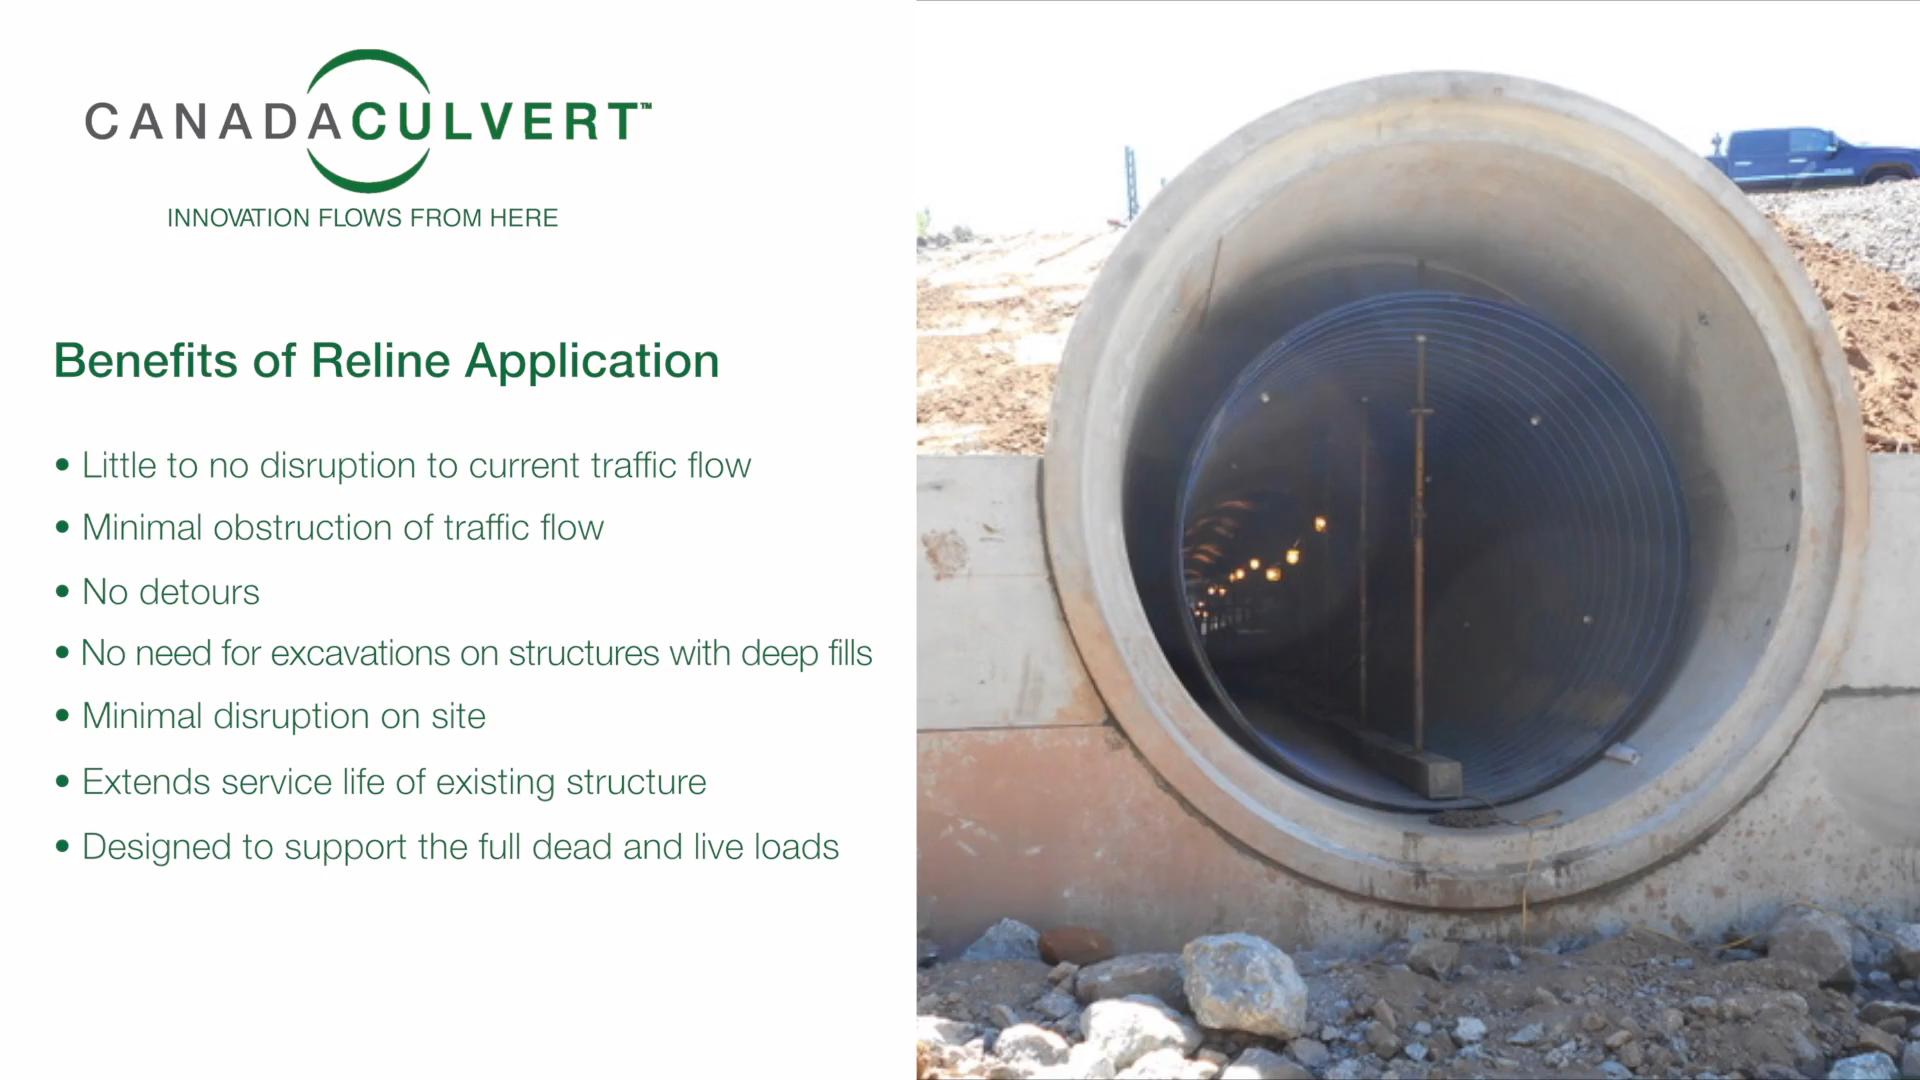 CANADACULVERT™
INNOVATION FLOWS FROM HERE
Benefits of Reline Application
• Little to no disruption to current traffic flow
• Minimal obstruction of traffic flow
• No detours
• No need for excavations on structures with deep fills
• Minimal disruption on site
• Extends service life of existing structure
• Designed to support the full dead and live loads